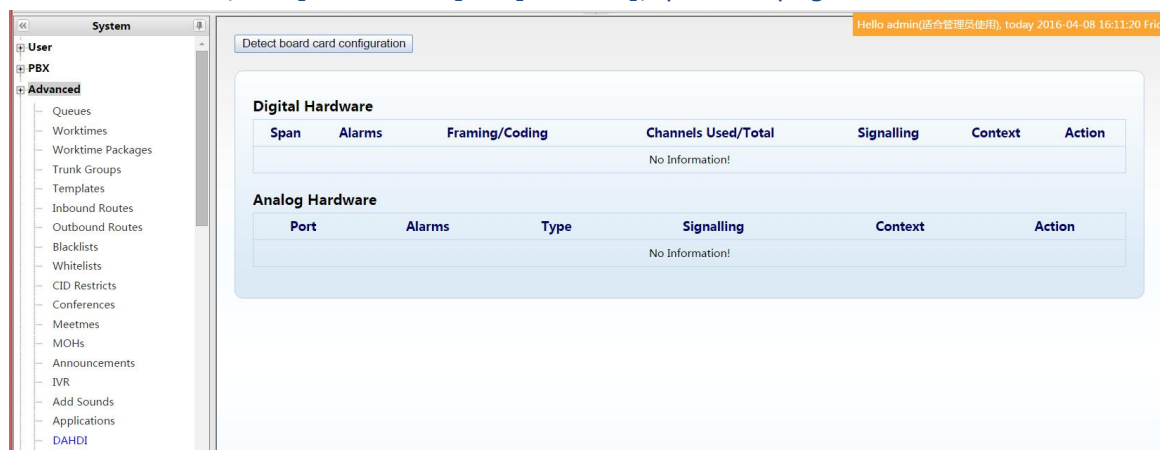 System
Hello admin(适合管理员使用), today 2016-04-08 16:11:20 Fri
User
PBX
Advanced
Queues
Worktimes
Worktime Packages
Trunk Groups
Templates
Inbound Routes
Outbound Routes
Blacklists
Whitelists
CID Restricts
Conferences
Meetmes
MOHs
Announcements
IVR
Add Sounds
Applications
DAHDI
Detect board card configuration
Digital Hardware
Span Alarms Framing/Coding Channels Used/Total Signalling Context Action
No Information!
Analog Hardware
Port Alarms Type Signalling Context Action
No Information!